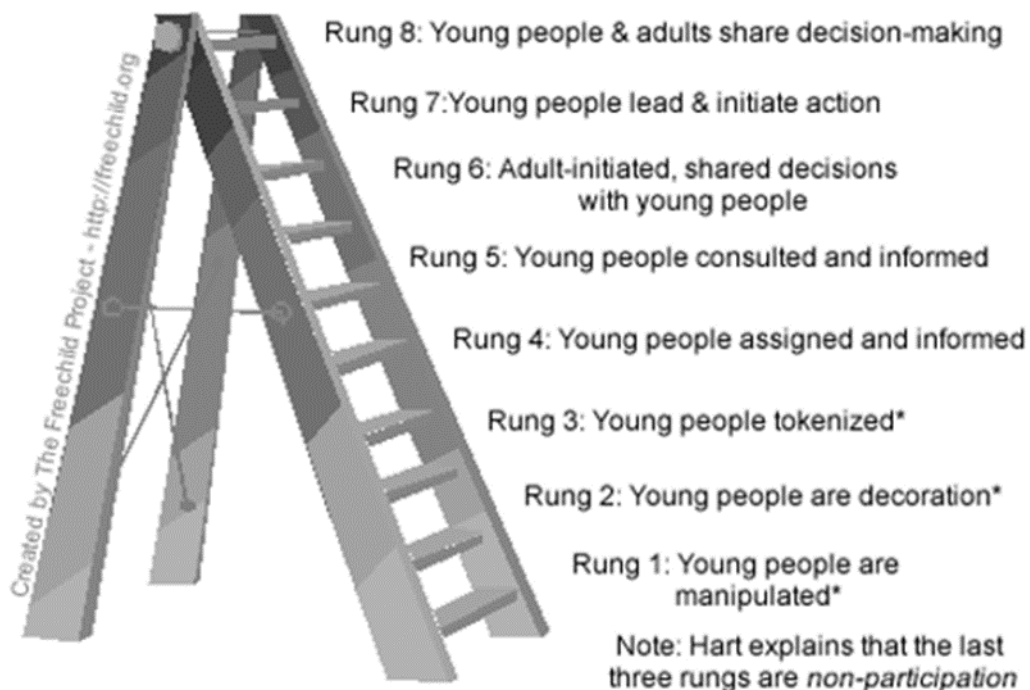 Rung 8: Young people & adults share decision-making
Rung 7:Young people lead & initiate action
Rung 6: Adult-initiated, shared decisions
with young people
Rung 5: Young people consulted and informed
Rung 4: Young people assigned and informed
Rung 3: Young people tokenized*
Rung 2: Young people are decoration*
Rung 1: Young people are
manipulated*
Note: Hart explains that the last
three rungs are non-participation
Created by The Freechild Project - http://freechild.org